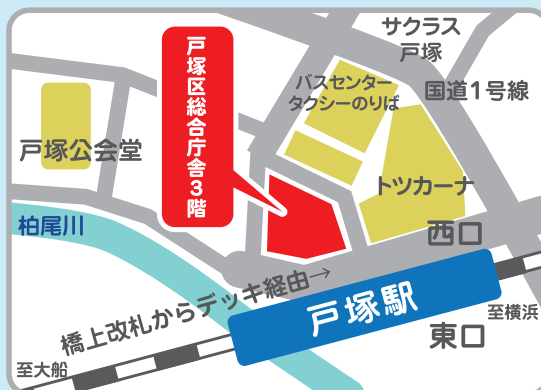 サクラス
戸塚
国道1号線
バスセンター
タクシーのりば
戸塚区総合庁舎3階
戸塚公会堂
トツカーナ
柏尾川
西口
橋上改札からデッキ経由→
戸塚駅
至横浜
東口
至大船